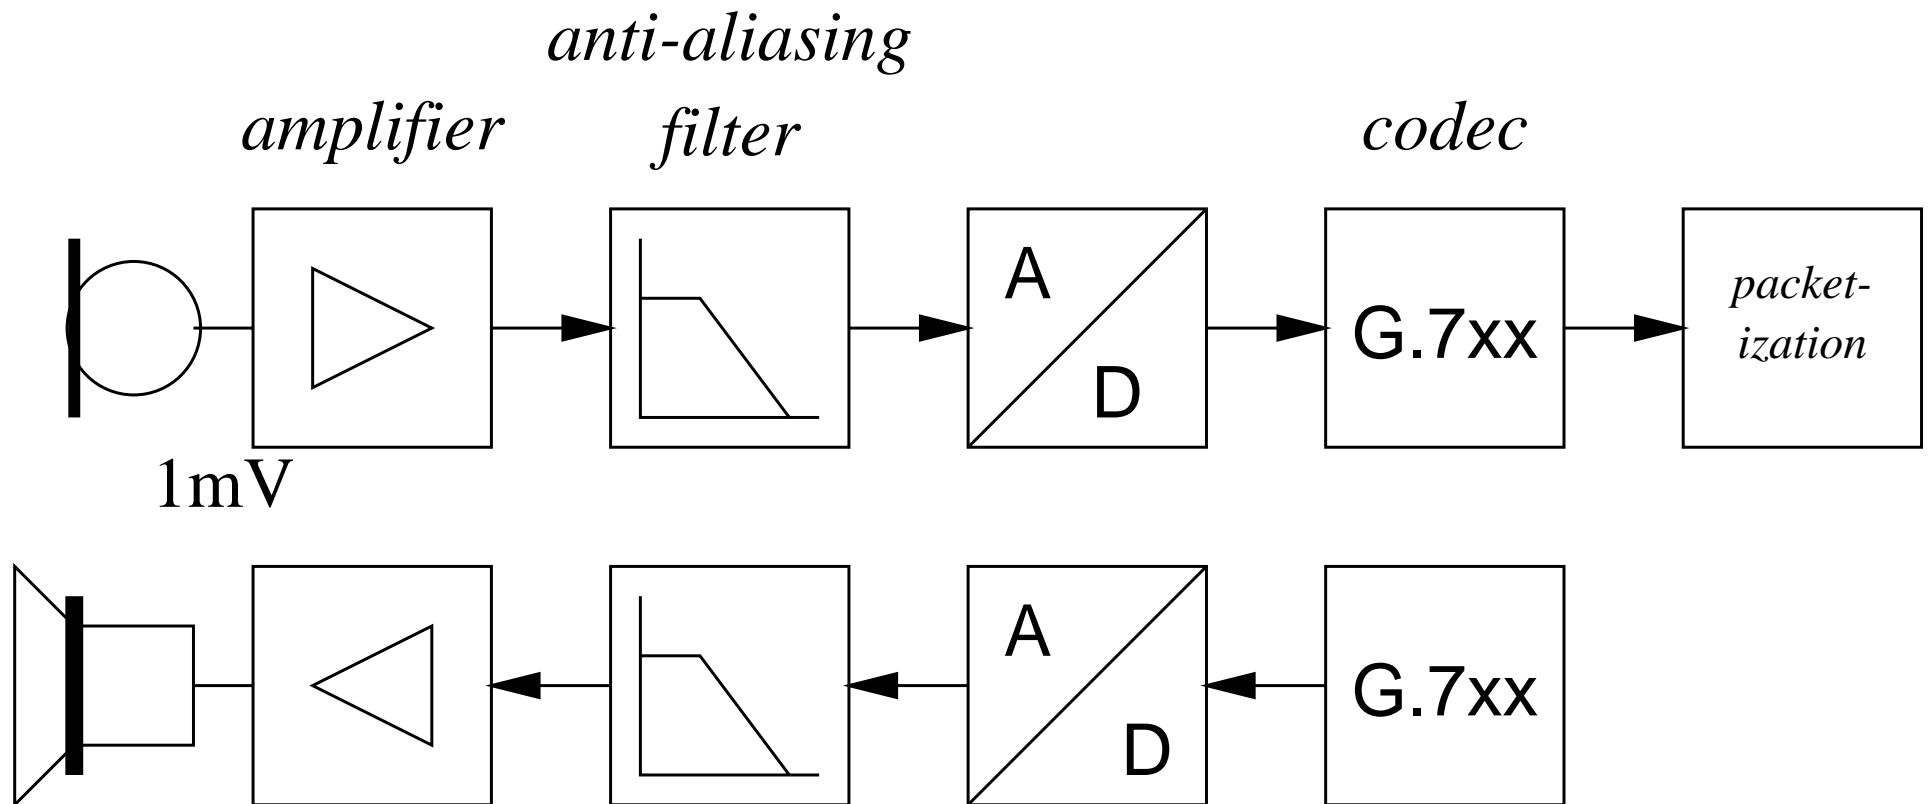 anti-aliasing
amplifier filter codec
A
D
G.7xx
packet-
ization
1mV
A
D
G.7xx